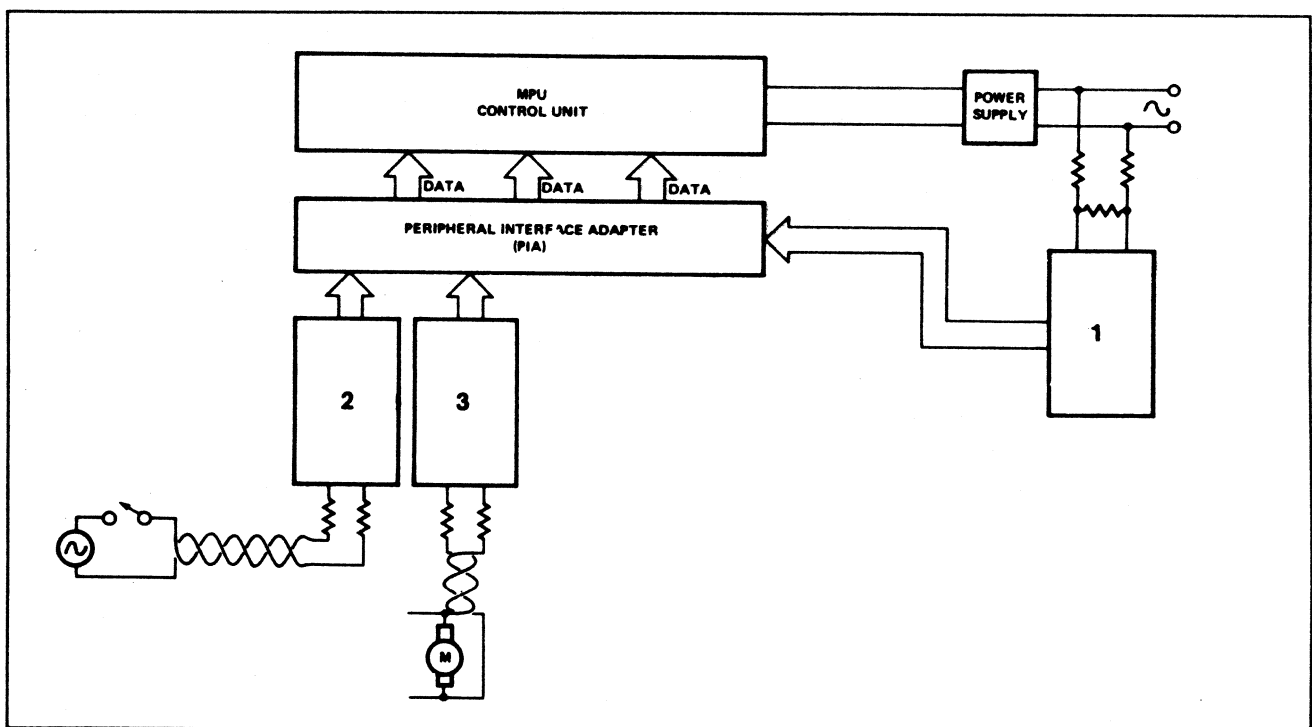 MPU
CONTROL UNIT
POWER
SUPPLY
DATA DATA DATA
PERIPHERAL INTERFACE ADAPTER
(PIA)
1
2
3
M